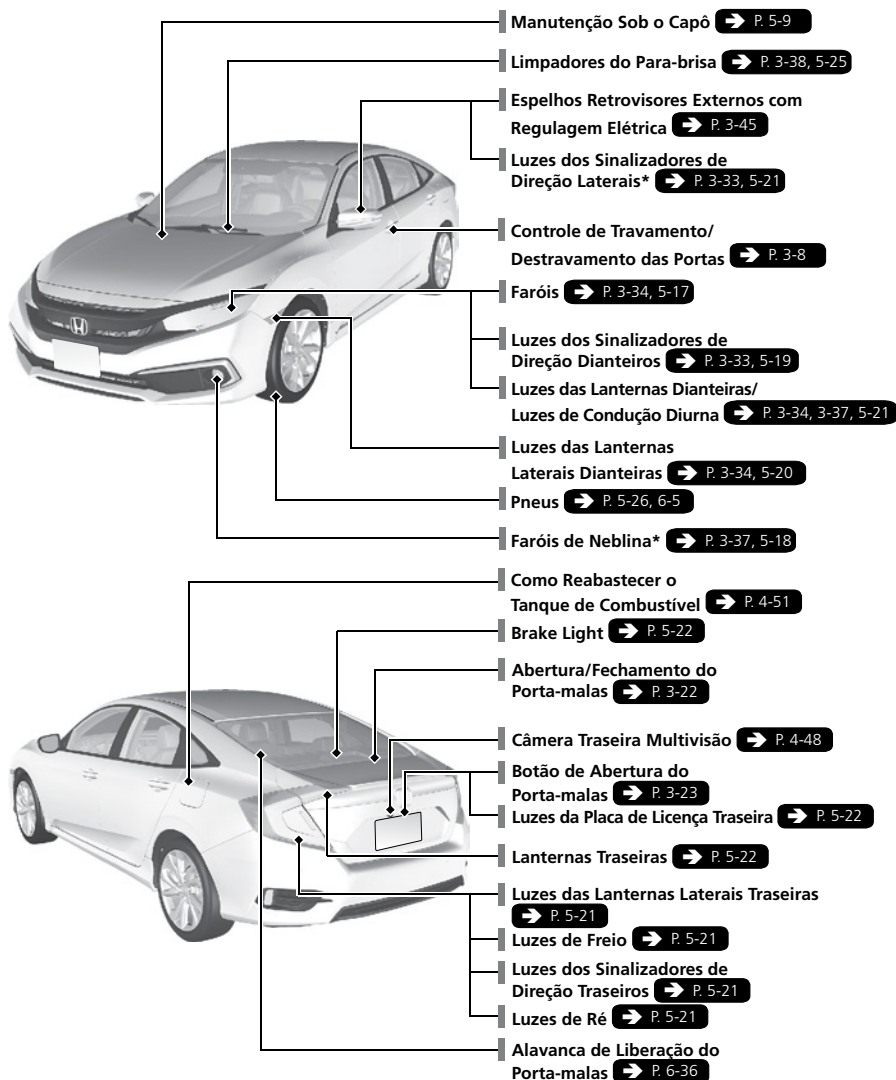 Manutenção Sob o Capô P. 5-9
Limpadores do Para-brisa P. 3-38, 5-25
Espelhos Retrovisores Externos com
Regulagem Elétrica P. 3-45
Luzes dos Sinalizadores de
Direção Laterais* P. 3-33, 5-21
Controle de Travamento/
Destravamento das Portas P. 3-8
Faróis P. 3-34, 5-17
Luzes dos Sinalizadores de
Direção Dianteiros P. 3-33, 5-19
Luzes das Lanternas Dianteiras/
Luzes de Condução Diurna P. 3-34, 3-37, 5-21
Luzes das Lanternas
Laterais Dianteiras P. 3-34, 5-20
Pneus P. 5-26, 6-5
Faróis de Neblina* P. 3-37, 5-18
Como Reabastecer o
Tanque de Combustível P. 4-51
Brake Light P. 5-22
Abertura/Fechamento do
Porta-malas P. 3-22
Câmera Traseira Multivisão P. 4-48
Botão de Abertura do
Porta-malas P. 3-23
Luzes da Placa de Licença Traseira P. 5-22
Lanternas Traseiras P. 5-22
Luzes das Lanternas Laterais Traseiras
P. 5-21
Luzes de Freio P. 5-21
Luzes dos Sinalizadores de
Direção Traseiros P. 5-21
Luzes de Ré P. 5-21
Alavanca de Liberação do
Porta-malas P. 6-36